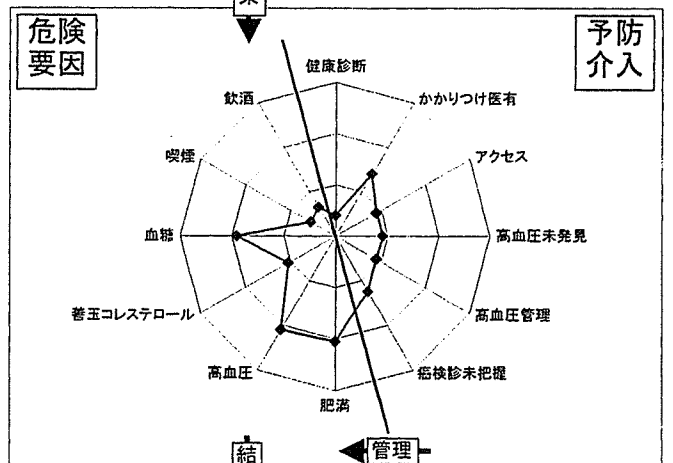 危険
要因
予防
介入
健康診断
飲酒
かかりつけ医有
喫煙
アクセス
血糖
高血圧未発見
善玉コレステロール
高血圧管理
高血圧
癌検診未把握
肥満
結
管理